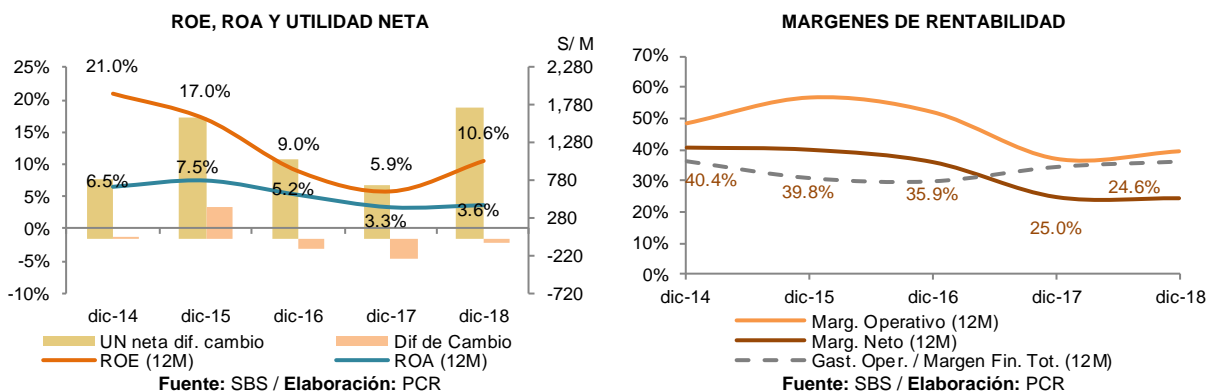 ROE, ROA Y UTILIDAD NETA
S/ M
25%
20%
15%
10%
5%
0%
-5%
-10%
2,280
1,780
1,280
780
280
-220
-720
21.0%
17.0%
9.0%
5.9%
10.6%
6.5%
7.5%
5.2%
3.3%
3.6%
dic-14 dic-15 dic-16 dic-17 dic-18
UN neta dif. cambio
Dif de Cambio
ROE (12M)
ROA (12M)
Fuente: SBS / Elaboración: PCR
MARGENES DE RENTABILIDAD
70%
60%
50%
40%
30%
20%
10%
0%
40.4%
39.8%
35.9%
25.0%
24.6%
dic-14 dic-15 dic-16 dic-17 dic-18
Marg. Operativo (12M)
Marg. Neto (12M)
Gast. Oper. / Margen Fin. Tot. (12M)
Fuente: SBS / Elaboración: PCR